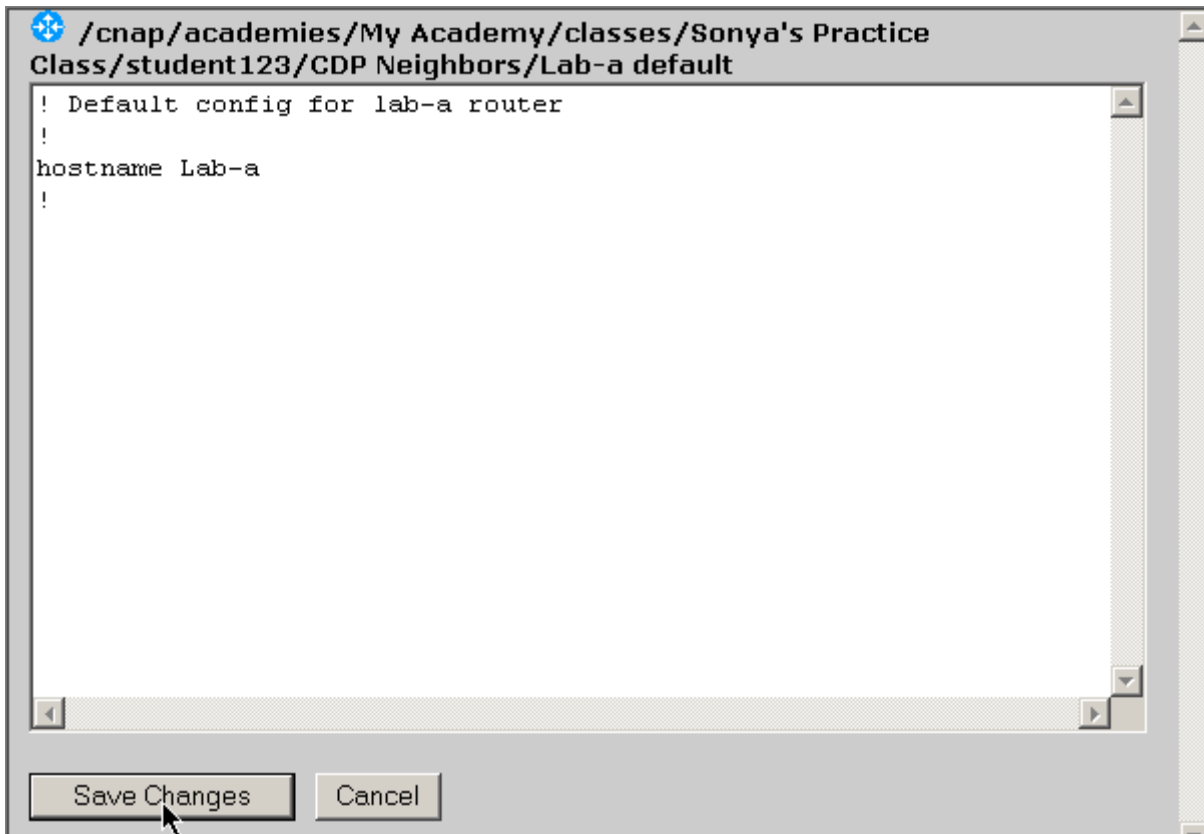 /cnap/academies/My Academy/classes/Sonya's Practice
Class/student123/CDP Neighbors/Lab-a default
! Default config for lab-a router
!
hostname Lab-a
!
Save Changes
Cancel